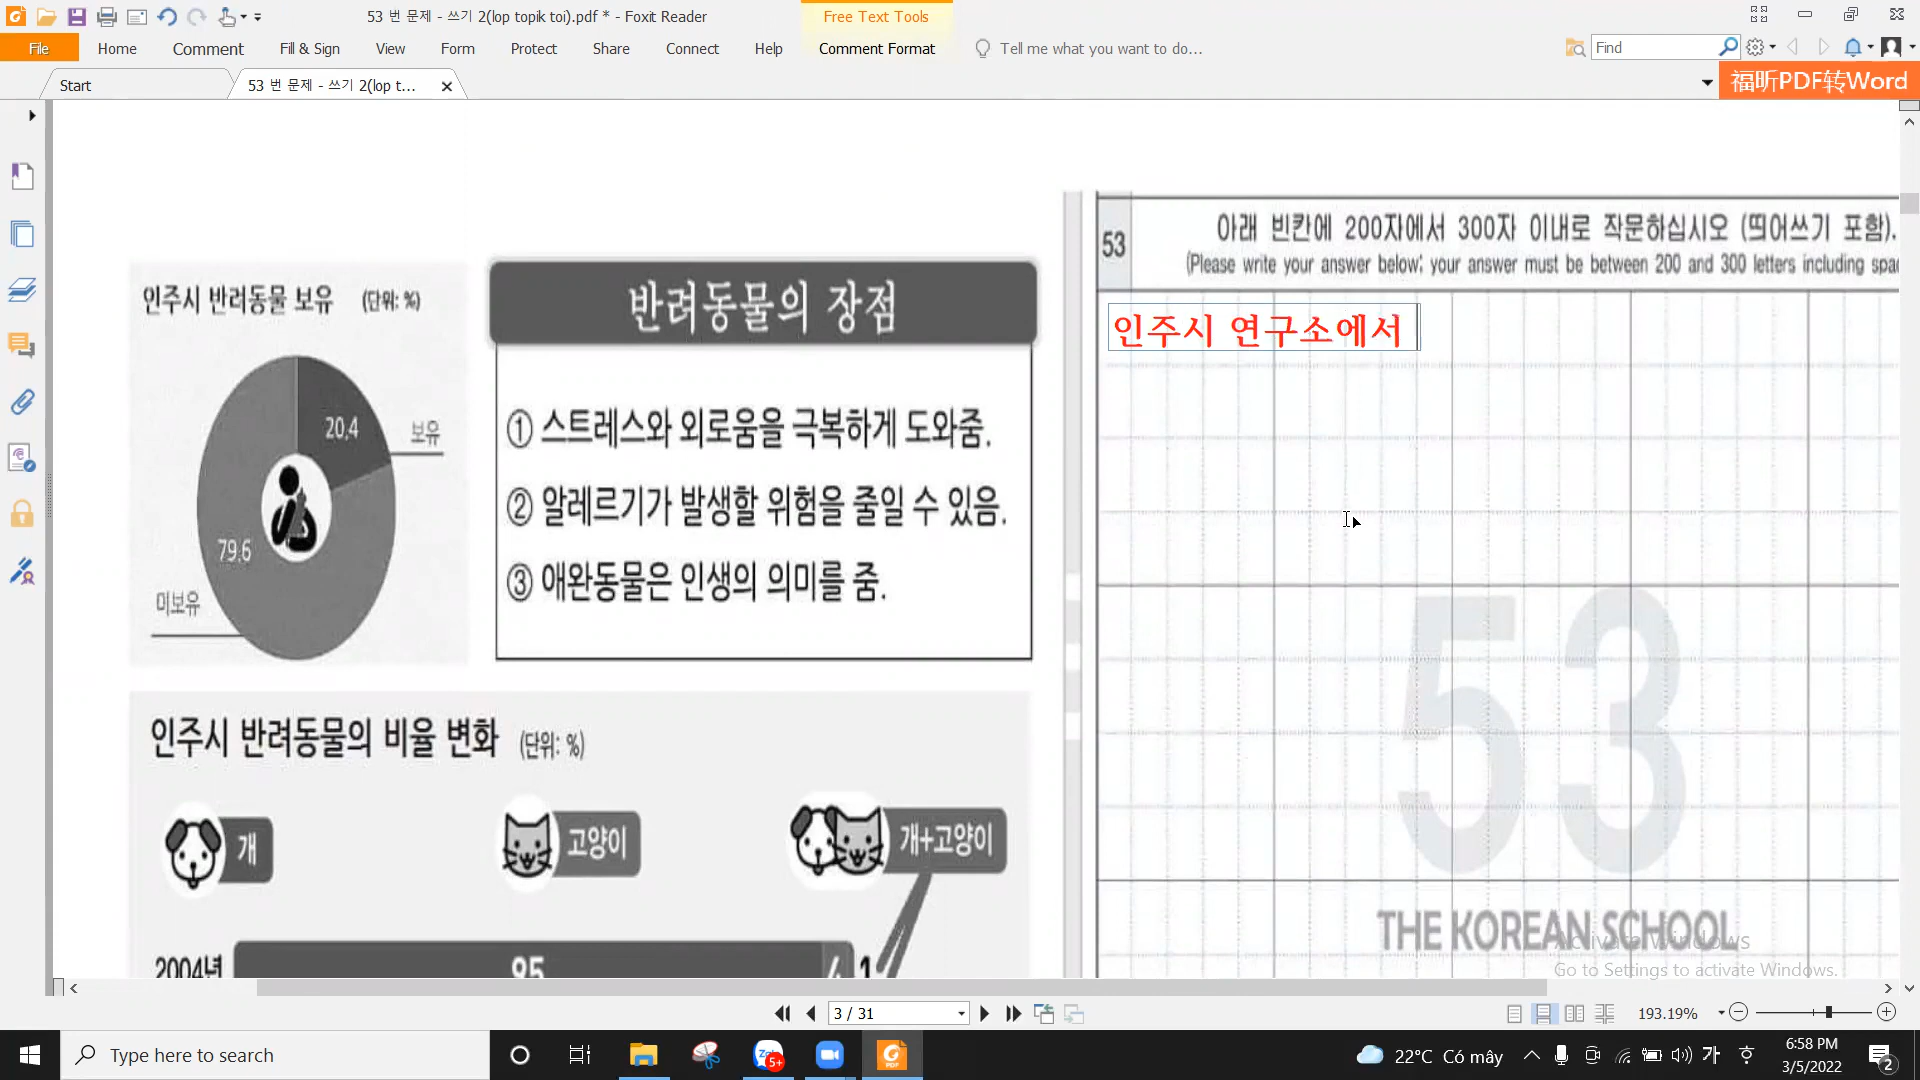 53 번 문제 - 쓰기 2(lop topik toi).pdf * - Foxit Reader
Free Text Tools
File
Home
Comment
Fill & Sign
View
Form
Protect
Share
Connect
Help
Comment Format
Tell me what you want to do...
Find
Start
53 번 문제 - 쓰기 2(lop t...
福昕PDF转Word
인주시 반려동물 보유 (단위: %)
20.4
보유
79.6
미보유
반려동물의 장점
① 스트레스와 외로움을 극복하게 도와줌.
② 알레르기가 발생할 위험을 줄일 수 있음.
③ 애완동물은 인생의 의미를 줌.
인주시 반려동물의 비율 변화 (단위: %)
개
고양이
개+고양이
2004년
95
4
1
53
아래 빈칸에 200자에서 300자 이내로 작문하십시오 (띄어쓰기 포함).
(Please write your answer below; your answer must be between 200 and 300 letters including spa
인주시 연구소에서
53
THE KOREAN SCHOOL
Activate Windows
Go to Settings to activate Windows.
3 / 31
193.19%
Type here to search
5+
22°C Có mây
가
6:58 PM
3/5/2022
2